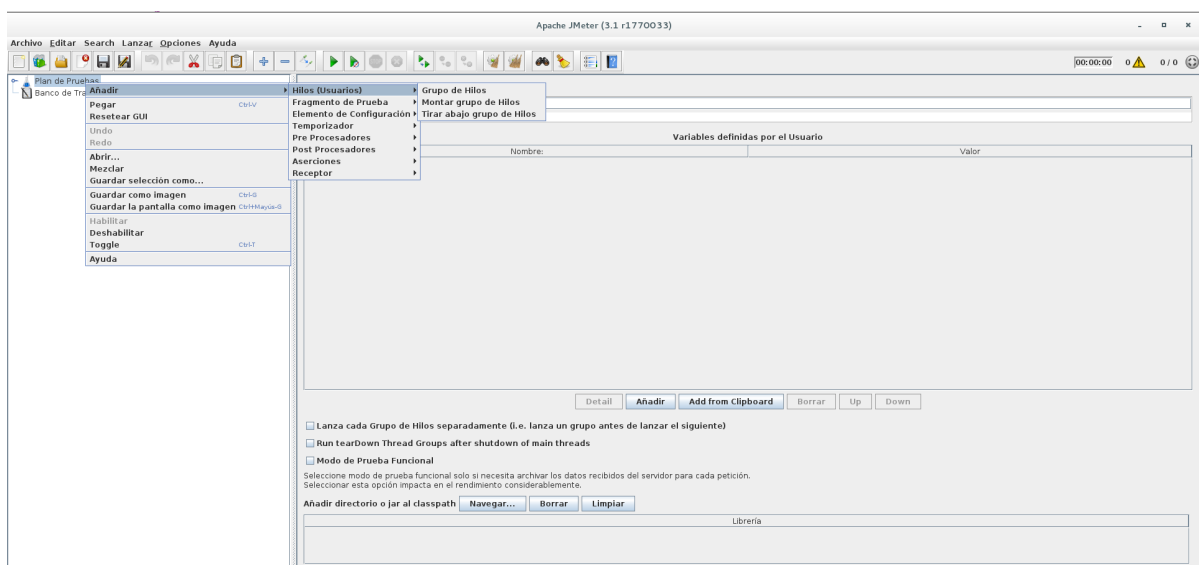 Apache JMeter (3.1 r1770033)
Archivo Editar Search Lanzar Opciones Ayuda
00:00:00 0 0 / 0
Plan de Pruebas
Banco de Tra
Añadir
Pegar Ctrl-V
Resetear GUI
Undo
Redo
Abrir...
Mezclar
Guardar selección como...
Guardar como imagen Ctrl-G
Guardar la pantalla como imagen Ctrl+Mayús-G
Habilitar
Deshabilitar
Toggle Ctrl-T
Ayuda
Hilos (Usuarios)
Fragmento de Prueba
Elemento de Configuración
Temporizador
Pre Procesadores
Post Procesadores
Aserciones
Receptor
Grupo de Hilos
Montar grupo de Hilos
Tirar abajo grupo de Hilos
Variables definidas por el Usuario
Nombre: Valor
Detail Añadir Add from Clipboard Borrar Up Down
Lanza cada Grupo de Hilos separadamente (i.e. lanza un grupo antes de lanzar el siguiente)
Run tearDown Thread Groups after shutdown of main threads
Modo de Prueba Funcional
Seleccione modo de prueba funcional solo si necesita archivar los datos recibidos del servidor para cada petición.
Seleccionar esta opción impacta en el rendimiento considerablemente.
Añadir directorio o jar al classpath Navegar... Borrar Limpiar
Librería